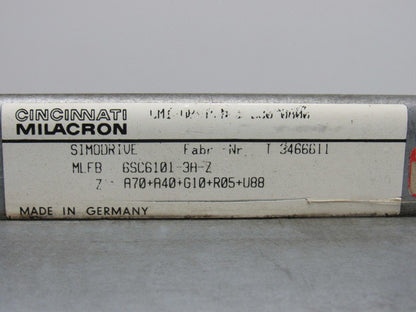 CINCINNATI
MILACRON
SIMODRIVE Fabr Nr. T 3466611
MLFB 6SC6101-3A-Z
Z A70+A40+G10+R05+U88
MADE IN GERMANY